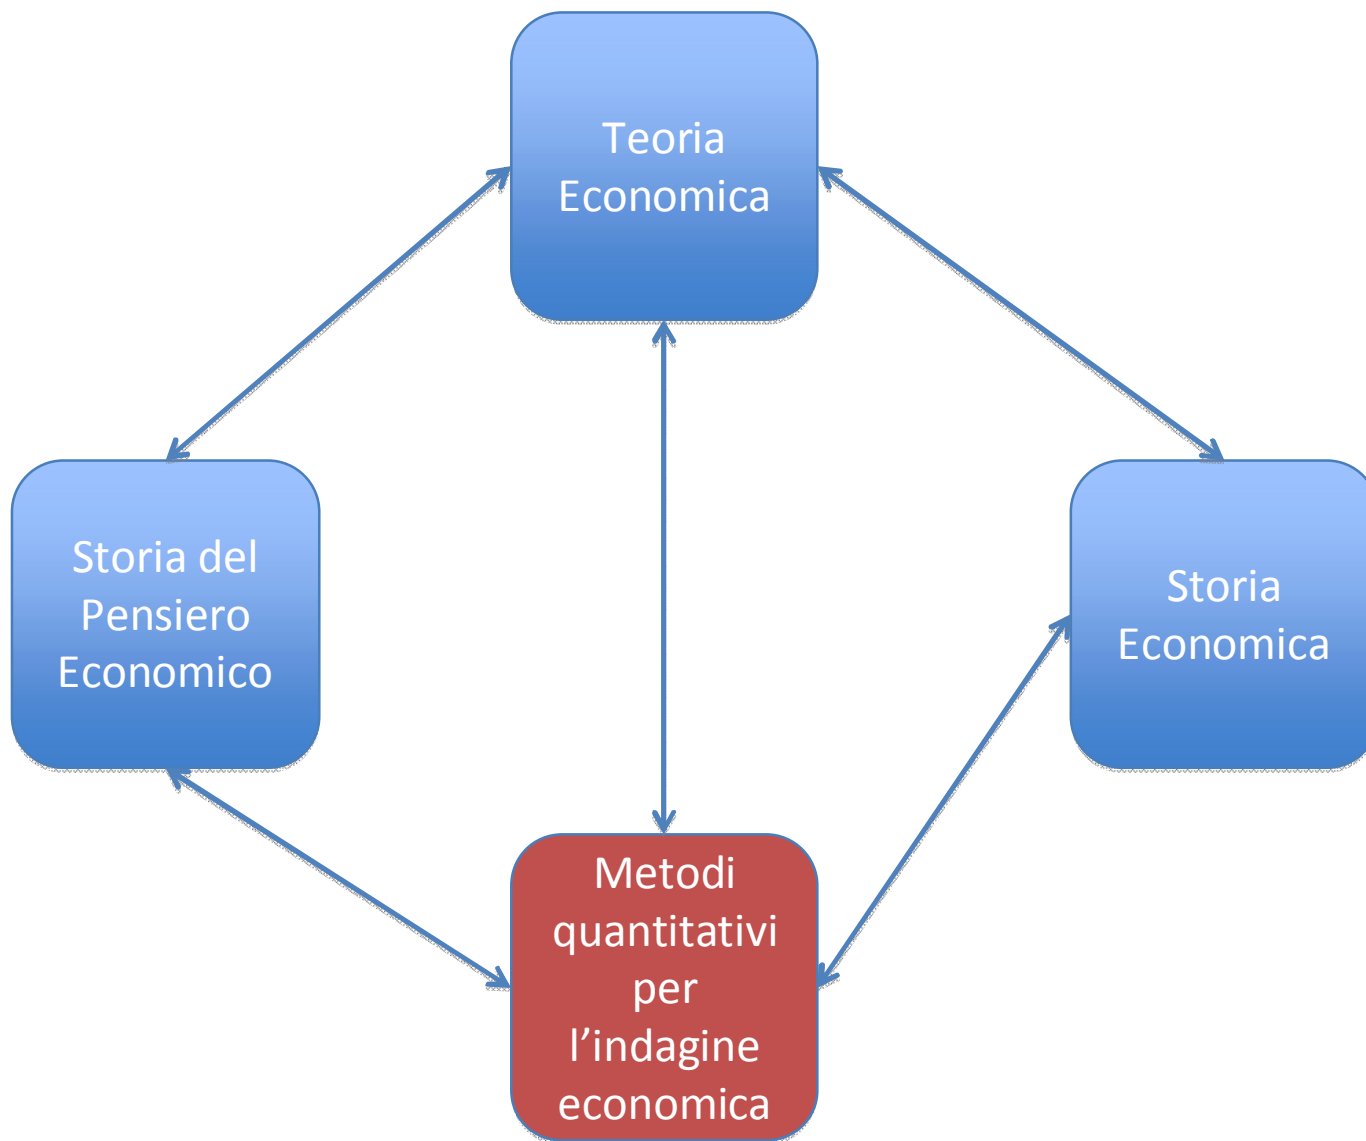 Teoria
Economica
Storia del
Pensiero
Economico
Storia
Economica
Metodi
quantitativi
per
l’indagine
economica